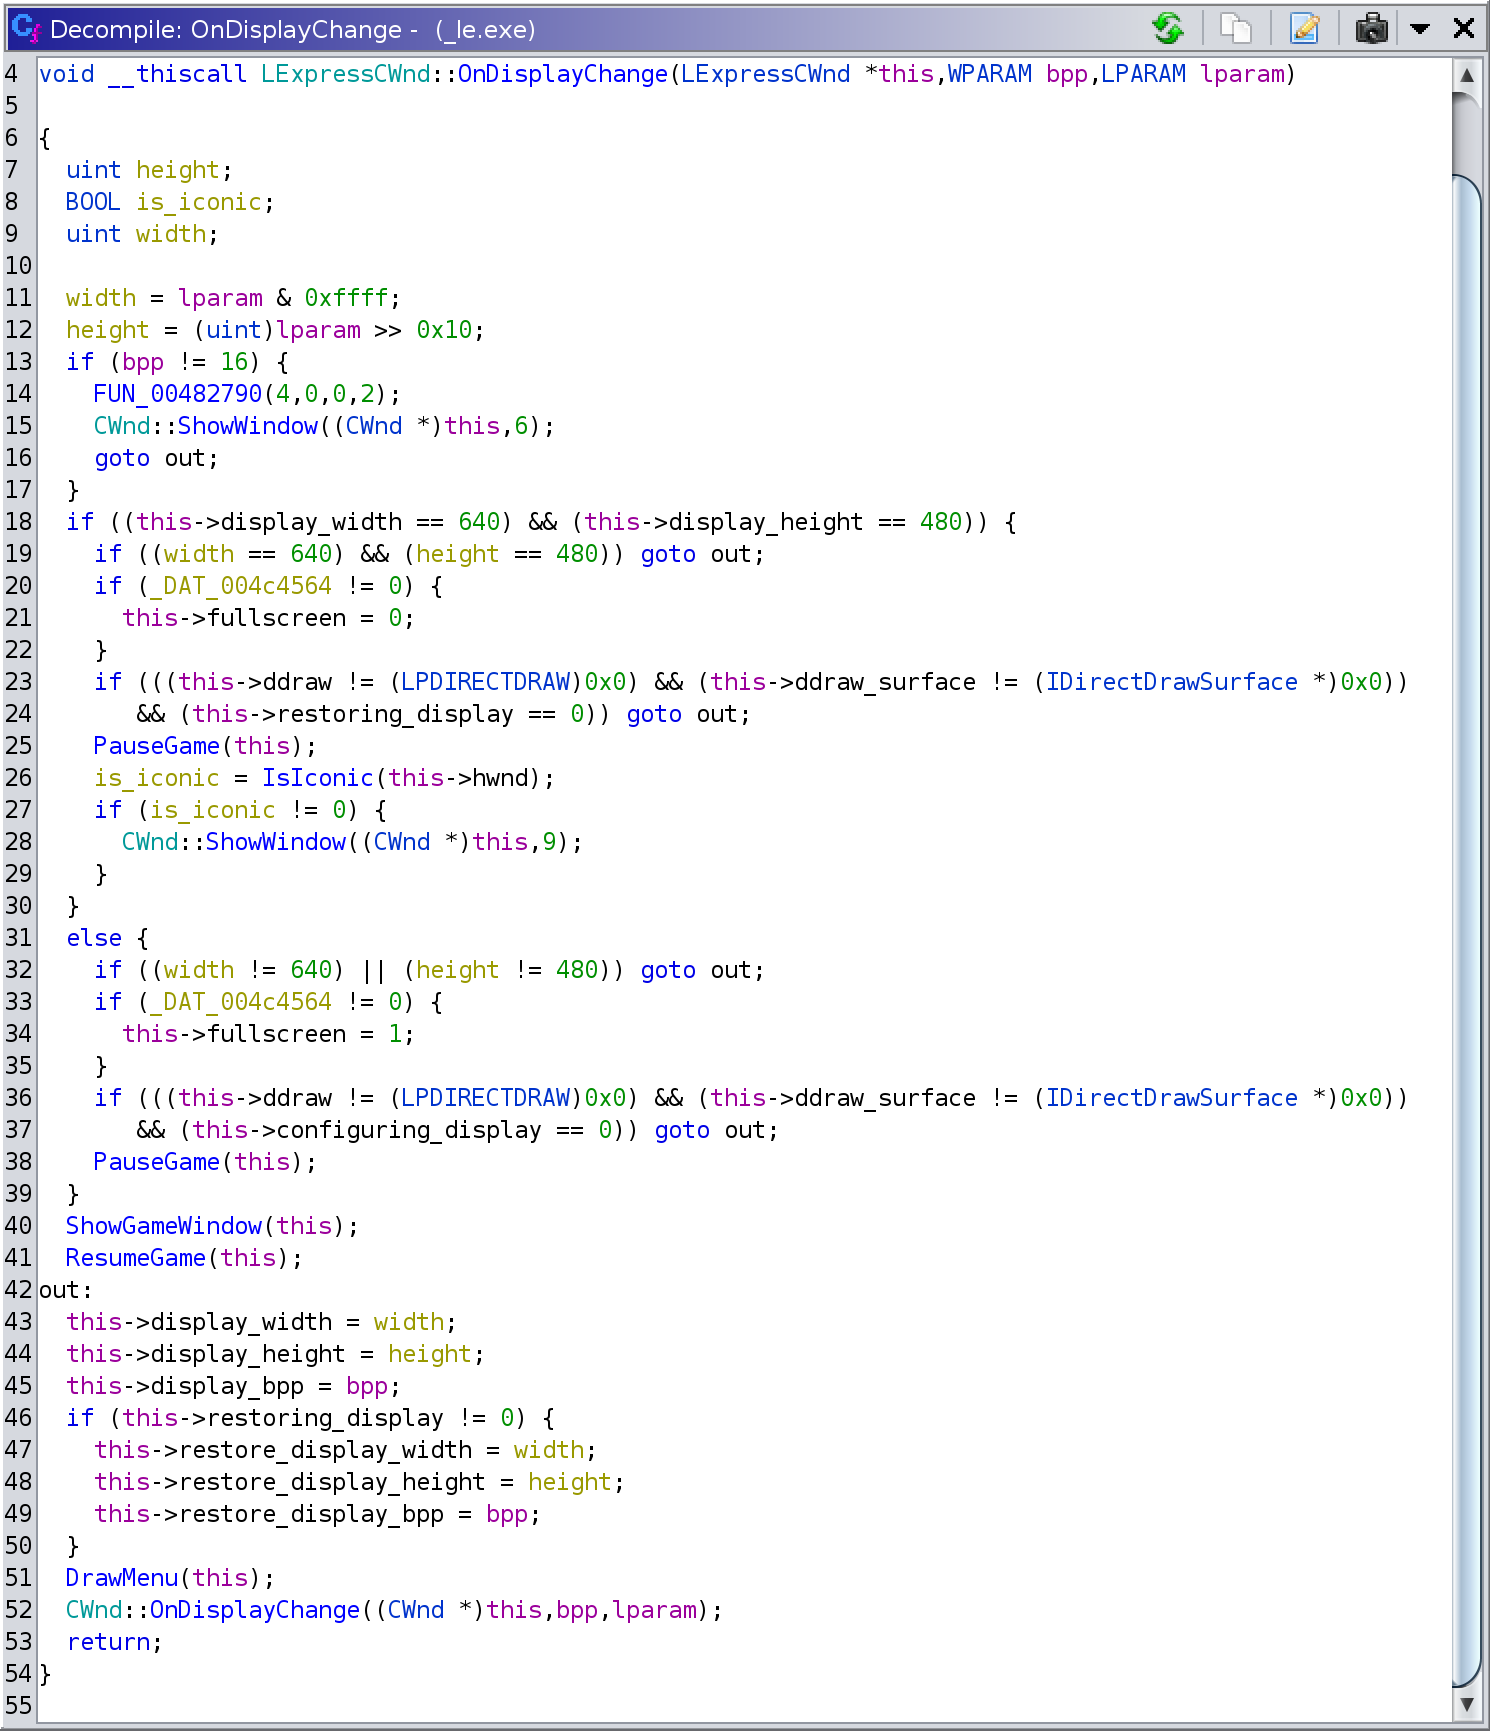 Decompile: OnDisplayChange -  (_le.exe)
4 void __thiscall LExpressCWnd::OnDisplayChange(LExpressCWnd *this,WPARAM bpp,LPARAM lparam)
5
6 {
7   uint height;
8   BOOL is_iconic;
9   uint width;
10
11   width = lparam & 0xffff;
12   height = (uint)lparam >> 0x10;
13   if (bpp != 16) {
14     FUN_00482790(4,0,0,2);
15     CWnd::ShowWindow((CWnd *)this,6);
16     goto out;
17   }
18   if ((this->display_width == 640) && (this->display_height == 480)) {
19     if ((width == 640) && (height == 480)) goto out;
20     if (_DAT_004c4564 != 0) {
21       this->fullscreen = 0;
22     }
23     if (((this->ddraw != (LPDIRECTDRAW)0x0) && (this->ddraw_surface != (IDirectDrawSurface *)0x0))
24        && (this->restoring_display == 0)) goto out;
25     PauseGame(this);
26     is_iconic = IsIconic(this->hwnd);
27     if (is_iconic != 0) {
28       CWnd::ShowWindow((CWnd *)this,9);
29     }
30   }
31   else {
32     if ((width != 640) || (height != 480)) goto out;
33     if (_DAT_004c4564 != 0) {
34       this->fullscreen = 1;
35     }
36     if (((this->ddraw != (LPDIRECTDRAW)0x0) && (this->ddraw_surface != (IDirectDrawSurface *)0x0))
37        && (this->configuring_display == 0)) goto out;
38     PauseGame(this);
39   }
40   ShowGameWindow(this);
41   ResumeGame(this);
42 out:
43   this->display_width = width;
44   this->display_height = height;
45   this->display_bpp = bpp;
46   if (this->restoring_display != 0) {
47     this->restore_display_width = width;
48     this->restore_display_height = height;
49     this->restore_display_bpp = bpp;
50   }
51   DrawMenu(this);
52   CWnd::OnDisplayChange((CWnd *)this,bpp,lparam);
53   return;
54 }
55